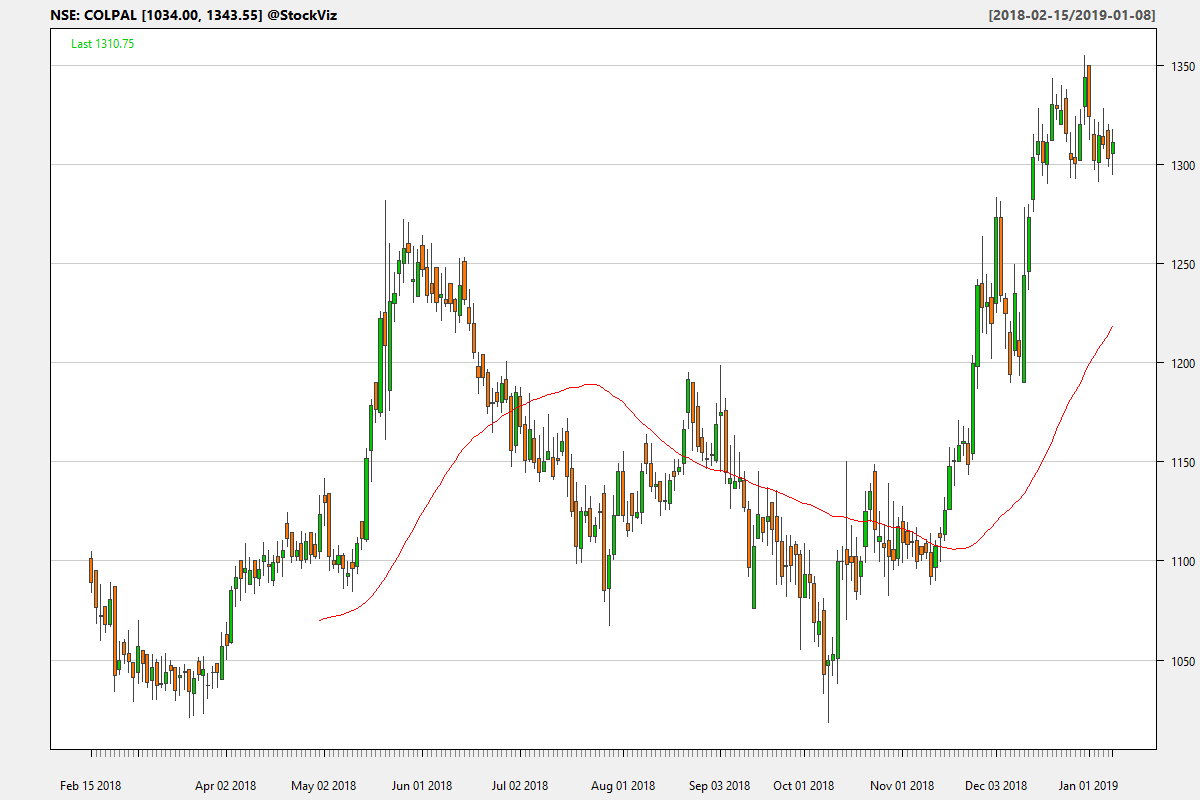 NSE: COLPAL [1034.00, 1343.55] @StockViz
[2018-02-15/2019-01-08]
Last 1310.75
1350
1300
1250
1200
1150
1100
1050
Feb 15 2018
Apr 02 2018
May 02 2018
Jun 01 2018
Jul 02 2018
Aug 01 2018
Sep 03 2018
Oct 01 2018
Nov 01 2018
Dec 03 2018
Jan 01 2019